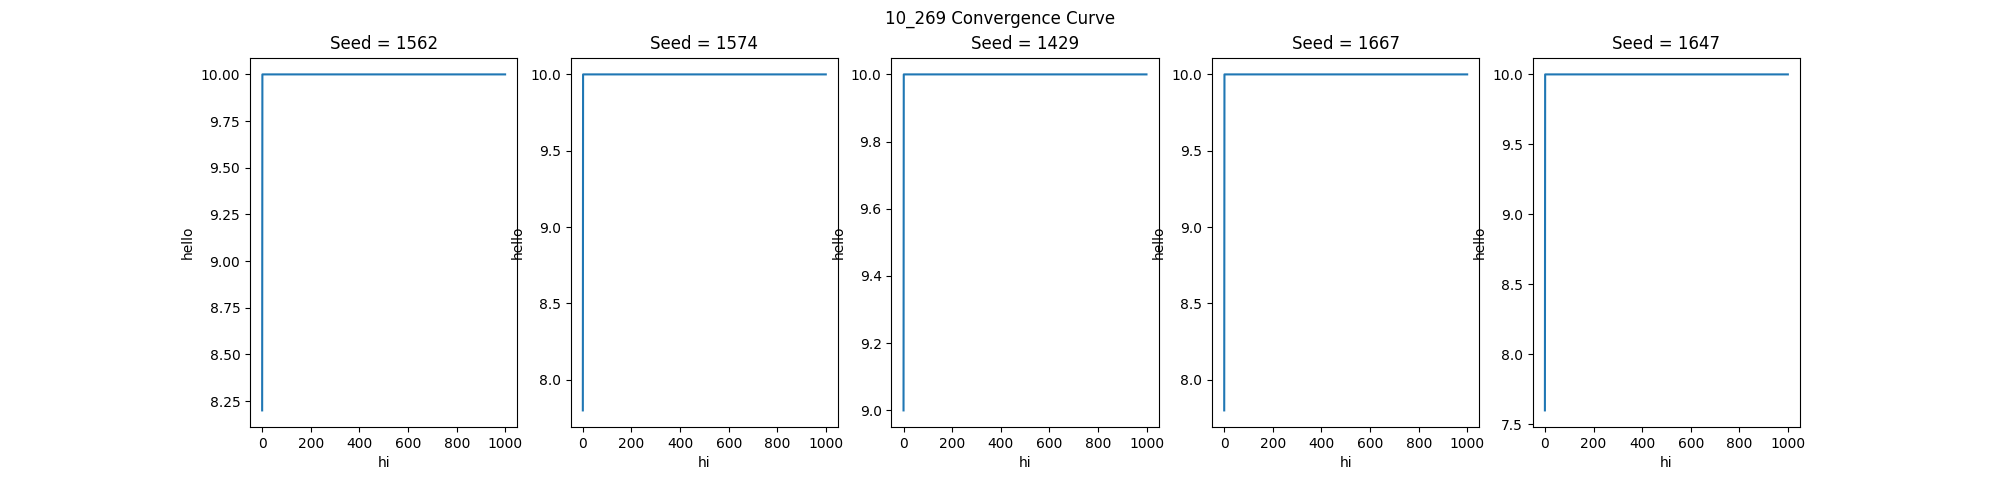 10_269 Convergence Curve
Seed = 1562
10.00
9.75
9.50
9.25
9.00
8.75
8.50
8.25
hello
0 200 400 600 800 1000
hi
Seed = 1574
10.0
9.5
9.0
8.5
8.0
hello
0 200 400 600 800 1000
hi
Seed = 1429
10.0
9.8
9.6
9.4
9.2
9.0
hello
0 200 400 600 800 1000
hi
Seed = 1667
10.0
9.5
9.0
8.5
8.0
hello
0 200 400 600 800 1000
hi
Seed = 1647
10.0
9.5
9.0
8.5
8.0
7.5
hello
0 200 400 600 800 1000
hi